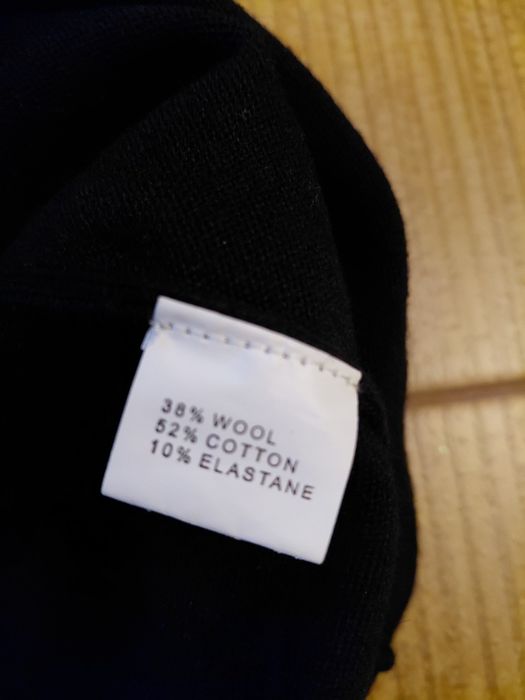 38% WOOL
52% COTTON
10% ELASTANE